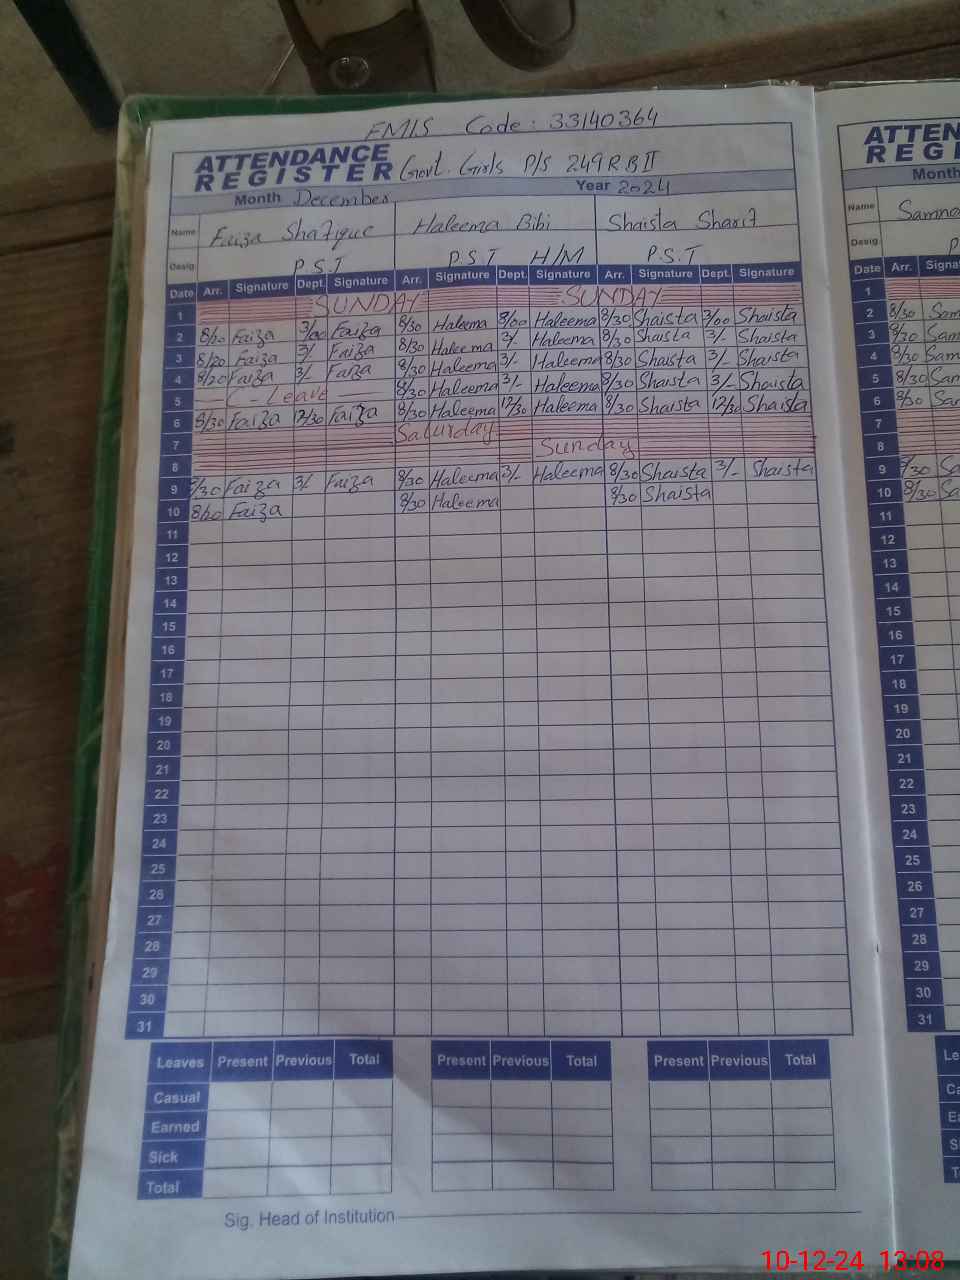 EMIS Code: 33140364
ATTENDANCE REGISTER Govt. Girls P/S 249 R.B II
Month December Year 2024
Name Faiza Shafique Haleema Bibi Shaista Sharif
Desig. P.S.T P.S.T H/M P.S.T
Date Arr. Signature Dept. Signature Arr. Signature Dept. Signature Arr. Signature Dept. Signature
1 SUNDAY SUNDAY
2 8/20 Faiza 3/00 Faiza 8/30 Haleema 3/00 Haleema 8/30 Shaista 3/00 Shaista
3 8/20 Faiza 3/- Faiza 8/30 Haleema 3/- Haleema 8/30 Shaista 3/- Shaista
4 8/20 Faiza 3/- Faiza 8/30 Haleema 3/- Haleema 8/30 Shaista 3/- Shaista
5 C-Leave 8/30 Haleema 3/- Haleema 8/30 Shaista 3/- Shaista
6 8/30 Faiza 12/30 Faiza 8/30 Haleema 12/30 Haleema 8/30 Shaista 12/30 Shaista
7 Saturday
8 Sunday
9 8/30 Faiza 3/- Faiza 8/30 Haleema 3/- Haleema 8/30 Shaista 3/- Shaista
10 8/20 Faiza 8/30 Haleema 8/30 Shaista
11
12
13
14
15
16
17
18
19
20
21
22
23
24
25
26
27
28
29
30
31
Leaves Present Previous Total Present Previous Total Present Previous Total
Casual
Earned
Sick
Total
Sig. Head of Institution
ATTEN
REGI
Month
Name Samna
Desig.
Date Arr. Signa
1
2 8/30 Sam
3 8/30 Sam
4 8/30 Sam
5 8/30 Sam
6 8/30 Sam
7
8
9 8/30 Sa
10 8/30 Sa
11
12
13
14
15
16
17
18
19
20
21
22
23
24
25
26
27
28
29
30
31
Le
Ca
Ea
Si
T
10-12-24 13:08